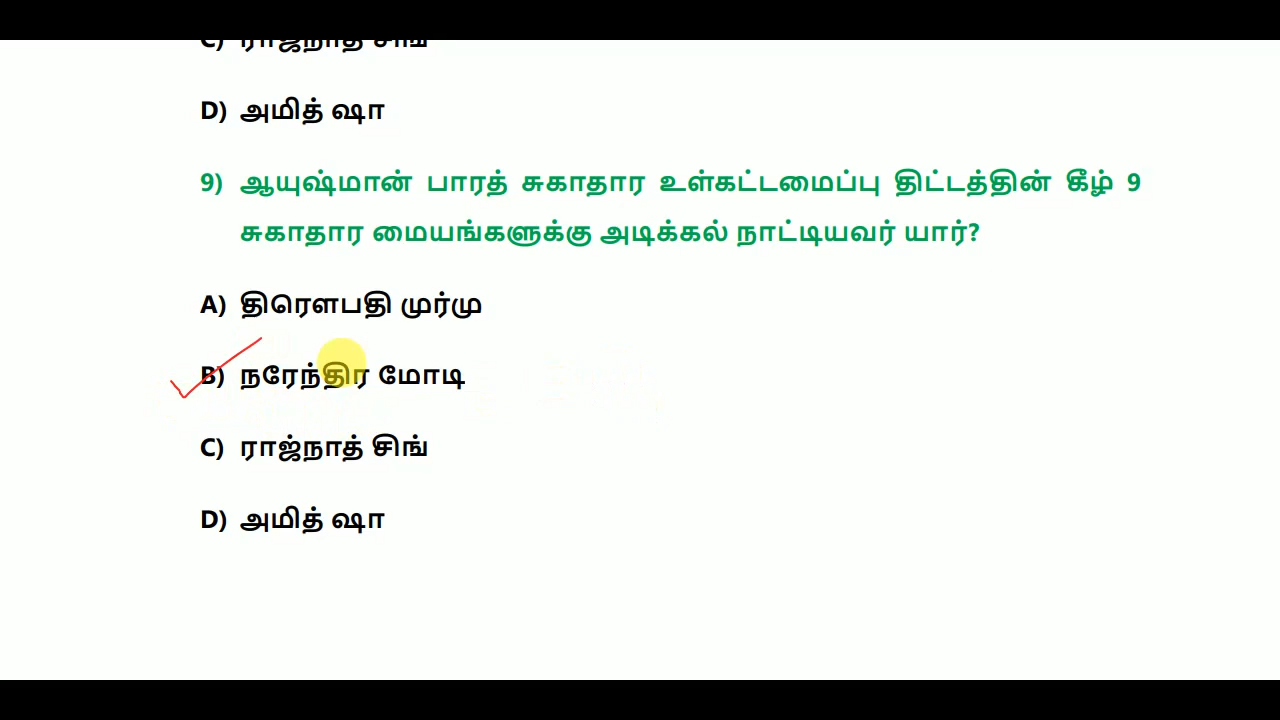 C) ராஜ்நாத் சிங்
D) அமித் ஷா
9) ஆயுஷ்மான் பாரத் சுகாதார உள்கட்டமைப்பு திட்டத்தின் கீழ் 9
சுகாதார மையங்களுக்கு அடிக்கல் நாட்டியவர் யார்?
A) திரௌபதி முர்மு
B) நரேந்திர மோடி
C) ராஜ்நாத் சிங்
D) அமித் ஷா